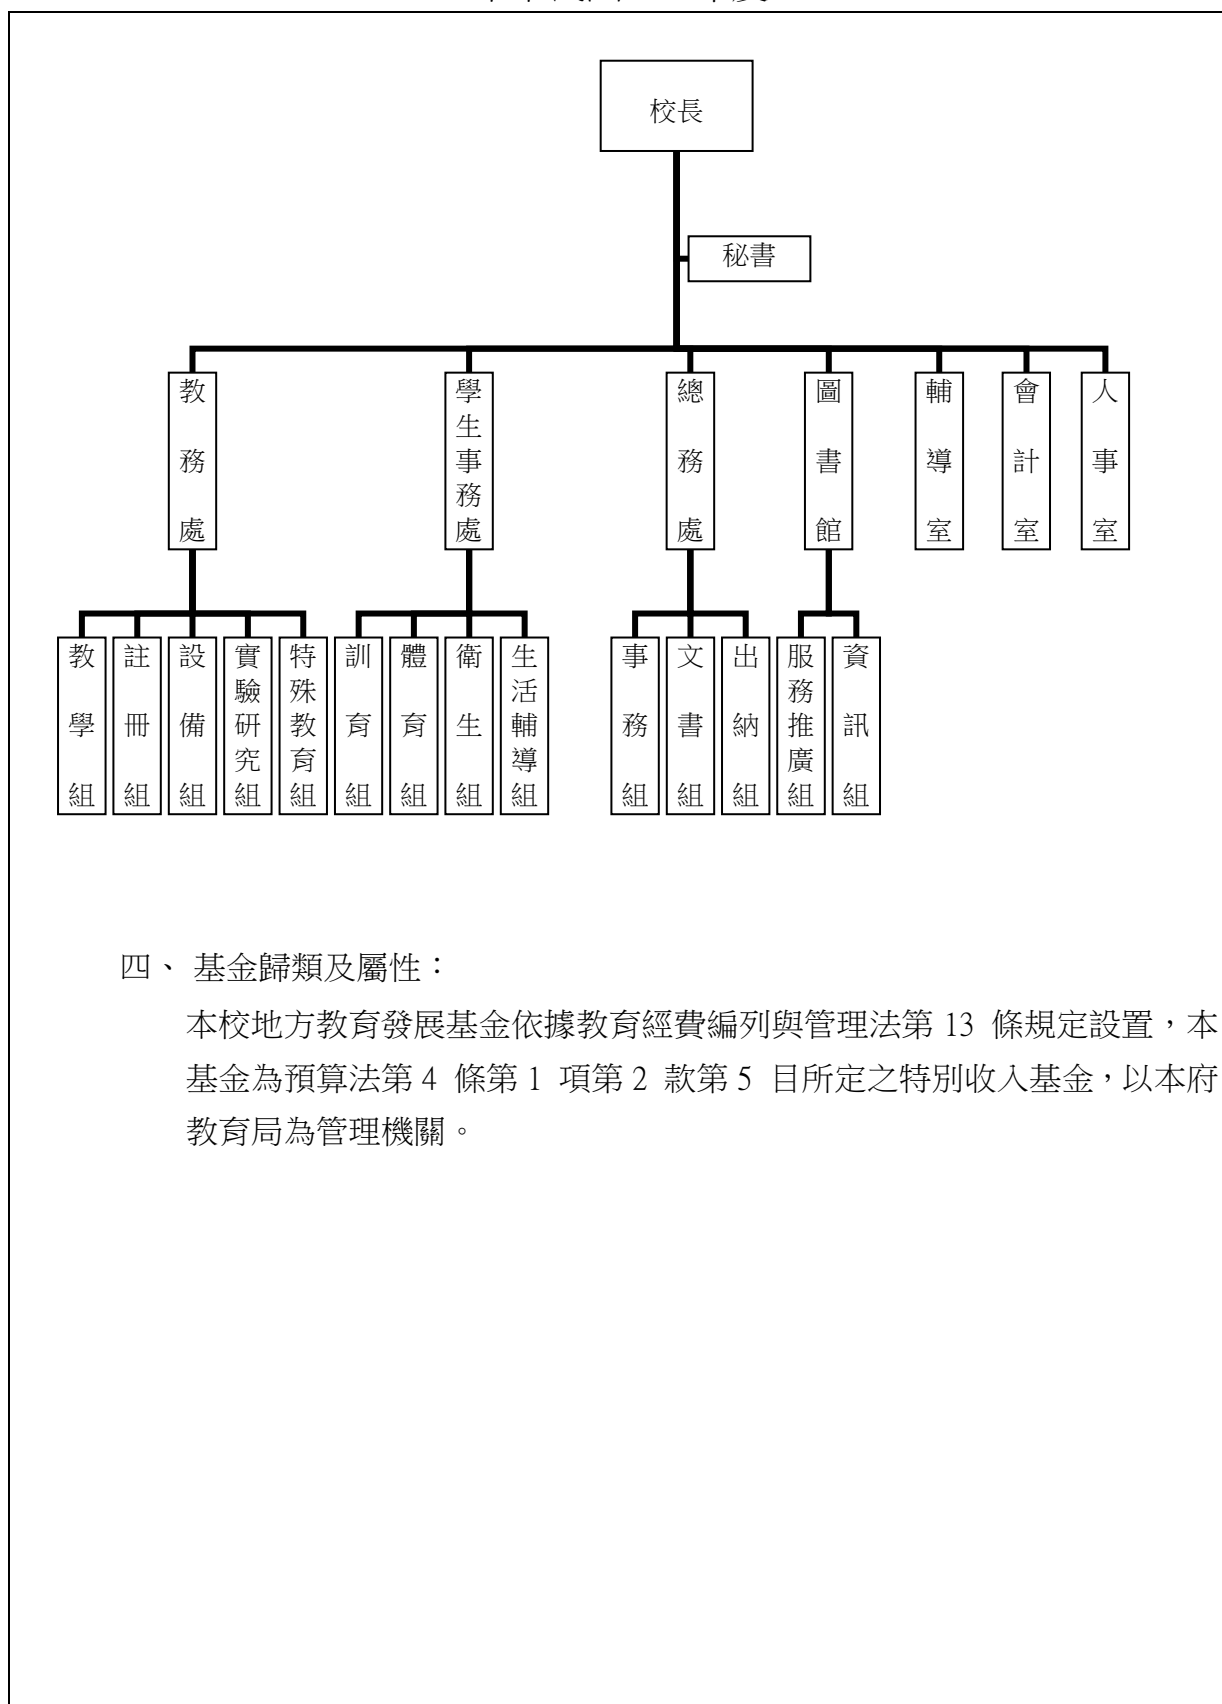 校長
秘書
教務處
學生事務處
總務處
圖書館
輔導室
會計室
人事室
教學組
註冊組
設備組
實驗研究組
特殊教育組
訓育組
體育組
衛生組
生活輔導組
事務組
文書組
出納組
服務推廣組
資訊組
四、 基金歸類及屬性：
本校地方教育發展基金依據教育經費編列與管理法第 13 條規定設置，本
基金為預算法第 4 條第 1 項第 2 款第 5 目所定之特別收入基金，以本府
教育局為管理機關。